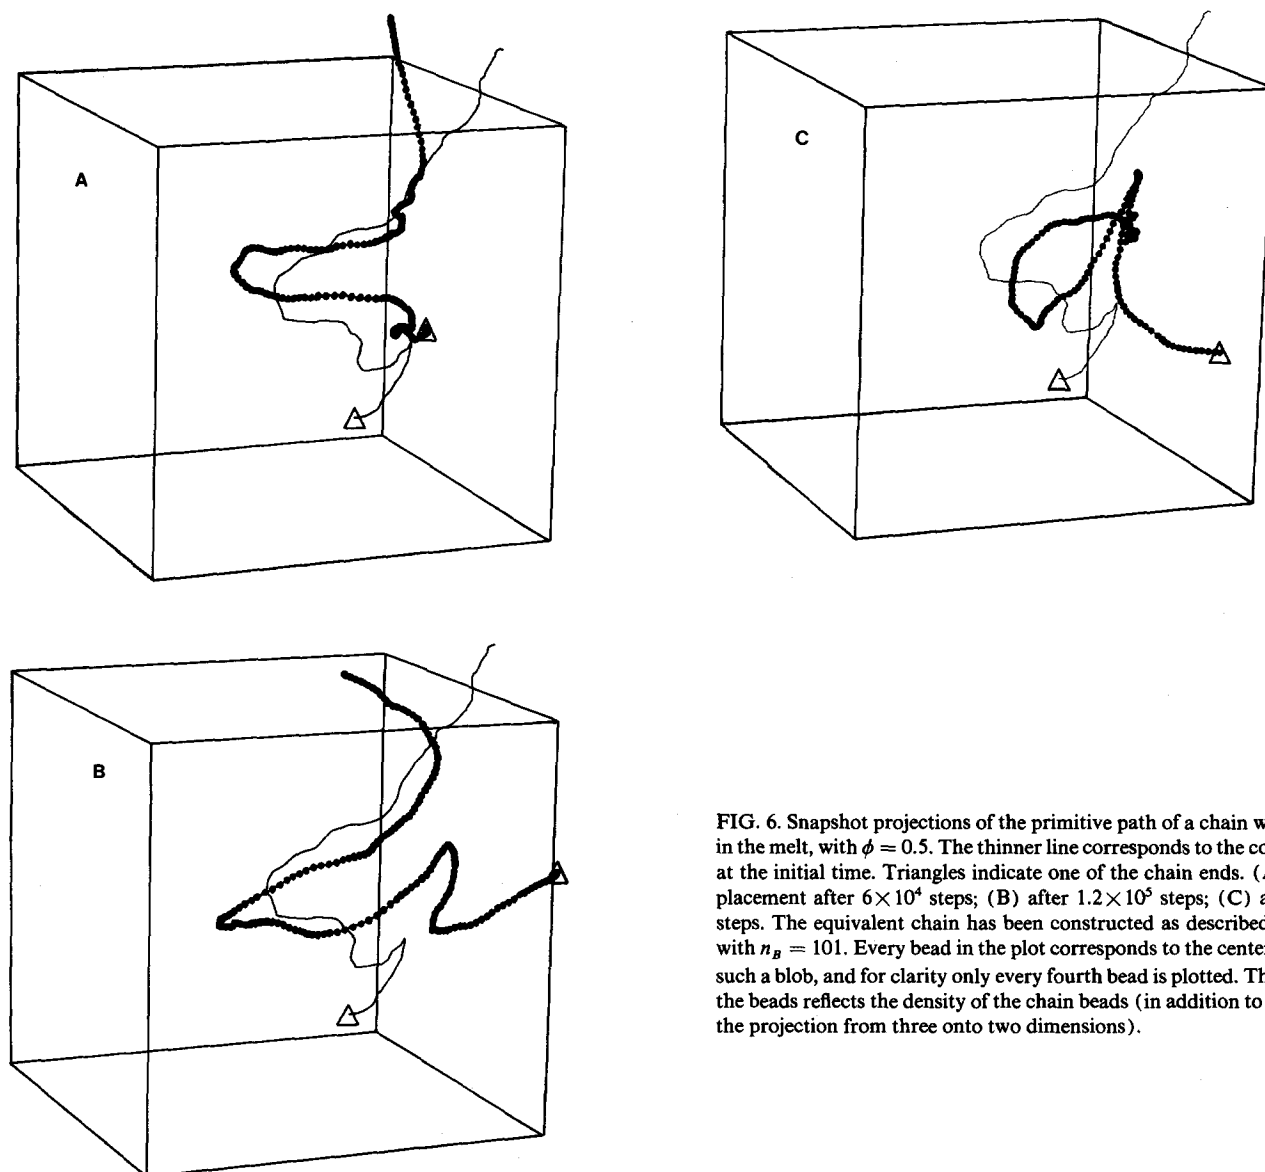 A
C
B
FIG. 6. Snapshot projections of the primitive path of a chain w
in the melt, with ϕ = 0.5. The thinner line corresponds to the co
at the initial time. Triangles indicate one of the chain ends. (
placement after 6×10⁴ steps; (B) after 1.2×10⁵ steps; (C) a
steps. The equivalent chain has been constructed as described
with n_B = 101. Every bead in the plot corresponds to the center
such a blob, and for clarity only every fourth bead is plotted. Th
the beads reflects the density of the chain beads (in addition to
the projection from three onto two dimensions).